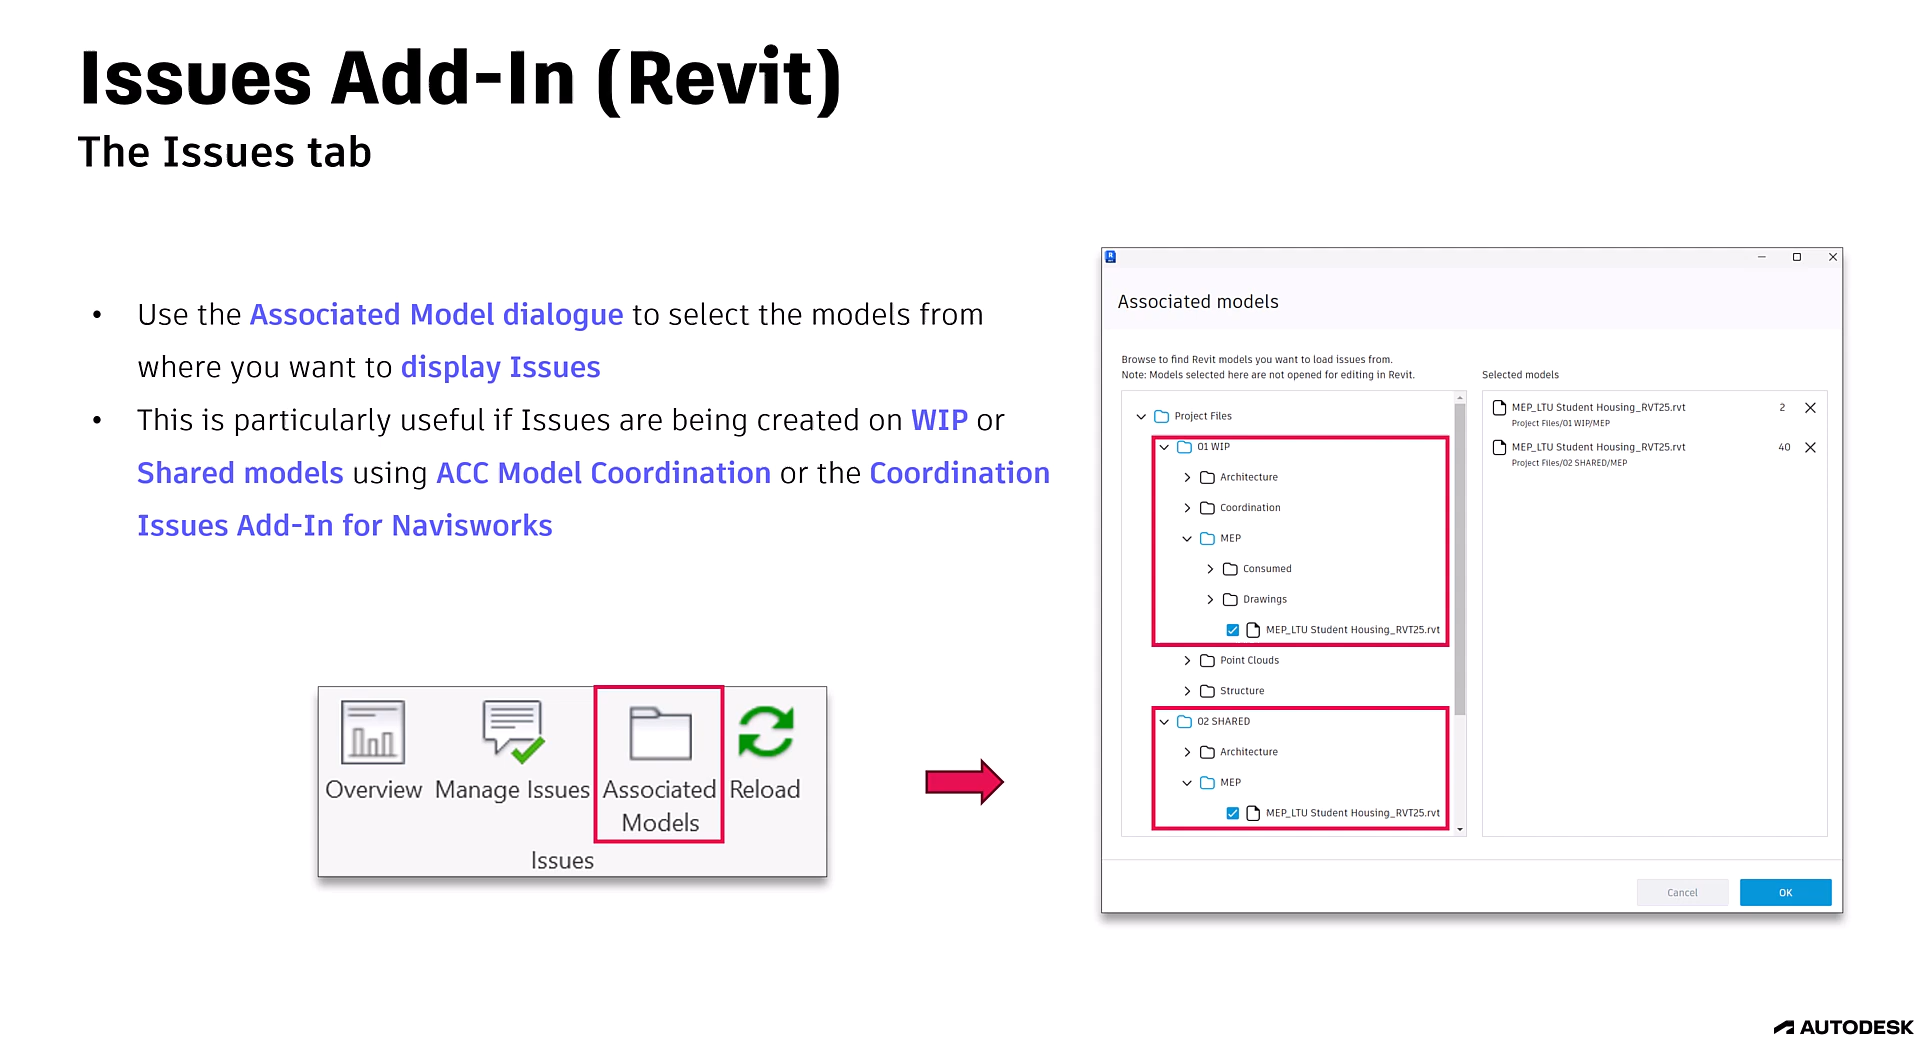 Issues Add-In (Revit)
The Issues tab
• Use the Associated Model dialogue to select the models from
where you want to display Issues
• This is particularly useful if Issues are being created on WIP or
Shared models using ACC Model Coordination or the Coordination
Issues Add-In for Navisworks
Overview
Manage Issues
Associated
Models
Reload
Issues
Associated models
Browse to find Revit models you want to load issues from.
Note: Models selected here are not opened for editing in Revit.
Project Files
01 WIP
Architecture
Coordination
MEP
Consumed
Drawings
MEP_LTU Student Housing_RVT25.rvt
Point Clouds
Structure
02 SHARED
Architecture
MEP
MEP_LTU Student Housing_RVT25.rvt
Selected models
MEP_LTU Student Housing_RVT25.rvt 2
Project Files/01 WIP/MEP
MEP_LTU Student Housing_RVT25.rvt 40
Project Files/02 SHARED/MEP
Cancel
OK
AUTODESK